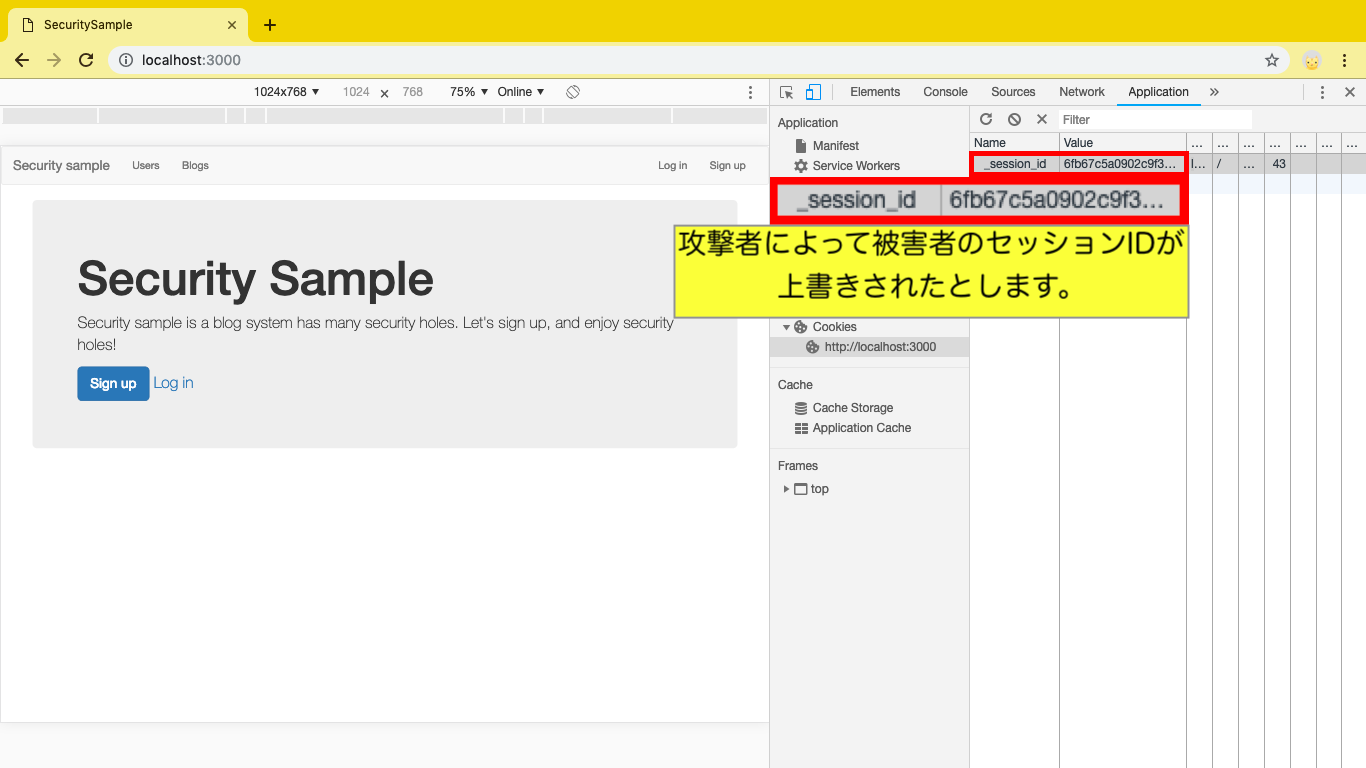 SecuritySample
localhost:3000
1024x768 1024 768 75% Online
Elements Console Sources Network Application
Application
Manifest
Service Workers
Filter
Name Value ... ... ... ... ... ... ...
_session_id 6fb67c5a0902c9f3... l... / ... 43
_session_id 6fb67c5a0902c9f3...
攻撃者によって被害者のセッションIDが
上書きされたとします。
Cookies
http://localhost:3000
Cache
Cache Storage
Application Cache
Frames
top
Security sample Users Blogs Log in Sign up
Security Sample
Security sample is a blog system has many security holes. Let's sign up, and enjoy security
holes!
Sign up Log in